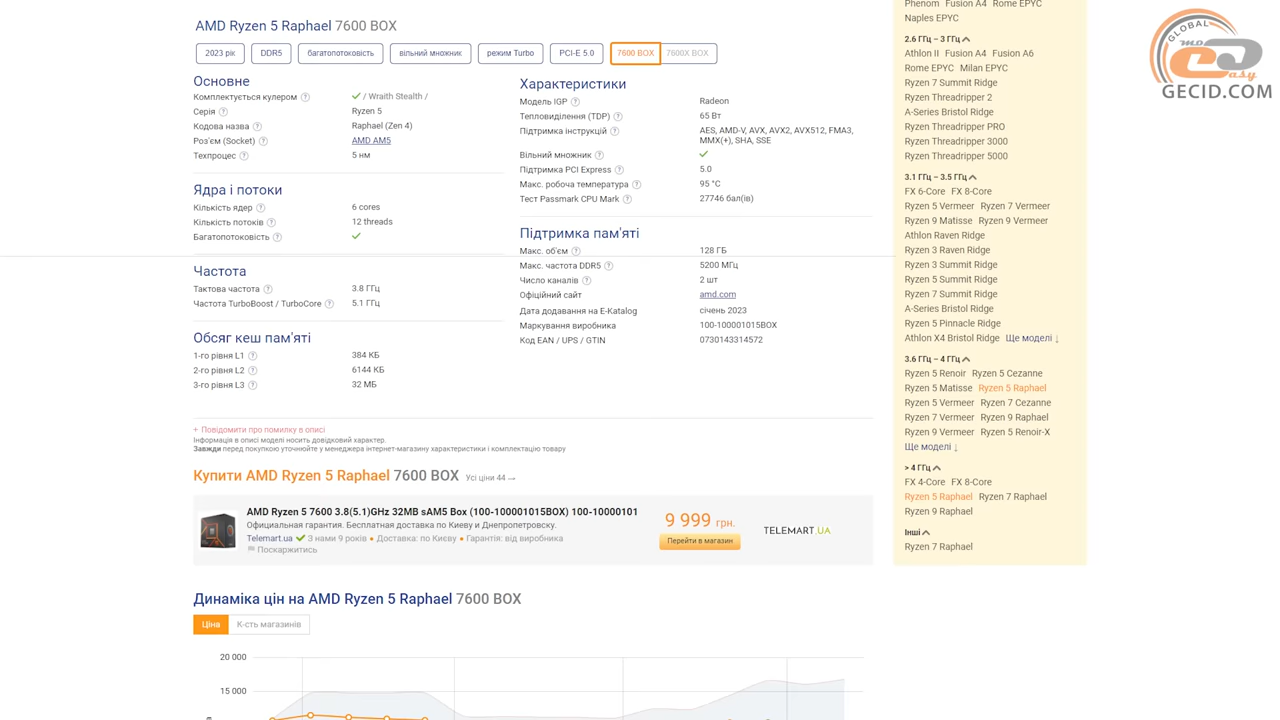 AMD Ryzen 5 Raphael 7600 BOX
2023 рік
DDR5
багатопотоковість
вільний множник
режим Turbo
PCI-E 5.0
7600 BOX
7600X BOX
Основне
Комплектується кулером
/ Wraith Stealth /
Серія
Ryzen 5
Кодова назва
Raphael (Zen 4)
Роз'єм (Socket)
AMD AM5
Техпроцес
5 нм
Ядра і потоки
Кількість ядер
6 cores
Кількість потоків
12 threads
Багатопотоковість
Частота
Тактова частота
3.8 ГГц
Частота TurboBoost / TurboCore
5.1 ГГц
Обсяг кеш пам'яті
1-го рівня L1
384 КБ
2-го рівня L2
6144 КБ
3-го рівня L3
32 МБ
Характеристики
Модель IGP
Radeon
Тепловиділення (TDP)
65 Вт
Підтримка інструкцій
AES, AMD-V, AVX, AVX2, AVX512, FMA3,
MMX(+), SHA, SSE
Вільний множник
Підтримка PCI Express
5.0
Макс. робоча температура
95 °C
Тест Passmark CPU Mark
27746 бал(ів)
Підтримка пам'яті
Макс. об'єм
128 ГБ
Макс. частота DDR5
5200 МГц
Число каналів
2 шт
Офіційний сайт
amd.com
Дата додавання на E-Katalog
січень 2023
Маркування виробника
100-100001015BOX
Код EAN / UPS / GTIN
0730143314572
+ Повідомити про помилку в описі
Інформація в описі моделі носить довідковий характер.
Завжди перед покупкою уточнюйте у менеджера інтернет-магазину характеристики і комплектацію товару
Купити AMD Ryzen 5 Raphael 7600 BOX Усі ціни 44 →
AMD Ryzen 5 7600 3.8(5.1)GHz 32MB sAM5 Box (100-100001015BOX) 100-10000101
Официальная гарантия. Бесплатная доставка по Киеву и Днепропетровску.
Telemart.ua З нами 9 років • Доставка: по Києву • Гарантія: від виробника
Поскаржитись
9 999 грн.
Перейти в магазин
TELEMART.UA
Динаміка цін на AMD Ryzen 5 Raphael 7600 BOX
Ціна
К-сть магазинів
20 000
15 000
Phenom Fusion A4 Rome EPYC
Naples EPYC
2.6 ГГц – 3 ГГц
Athlon II Fusion A4 Fusion A6
Rome EPYC Milan EPYC
Ryzen 7 Summit Ridge
Ryzen Threadripper 2
A-Series Bristol Ridge
Ryzen Threadripper PRO
Ryzen Threadripper 3000
Ryzen Threadripper 5000
3.1 ГГц – 3.5 ГГц
FX 6-Core FX 8-Core
Ryzen 5 Vermeer Ryzen 7 Vermeer
Ryzen 9 Matisse Ryzen 9 Vermeer
Athlon Raven Ridge
Ryzen 3 Raven Ridge
Ryzen 3 Summit Ridge
Ryzen 5 Summit Ridge
Ryzen 7 Summit Ridge
A-Series Bristol Ridge
Ryzen 5 Pinnacle Ridge
Athlon X4 Bristol Ridge Ще моделі ↓
3.6 ГГц – 4 ГГц
Ryzen 5 Renoir Ryzen 5 Cezanne
Ryzen 5 Matisse Ryzen 5 Raphael
Ryzen 5 Vermeer Ryzen 7 Cezanne
Ryzen 7 Vermeer Ryzen 9 Raphael
Ryzen 9 Vermeer Ryzen 5 Renoir-X
Ще моделі ↓
> 4 ГГц
FX 4-Core FX 8-Core
Ryzen 5 Raphael Ryzen 7 Raphael
Ryzen 9 Raphael
Інші
Ryzen 7 Raphael
GLOBAL
easy
GECID.COM